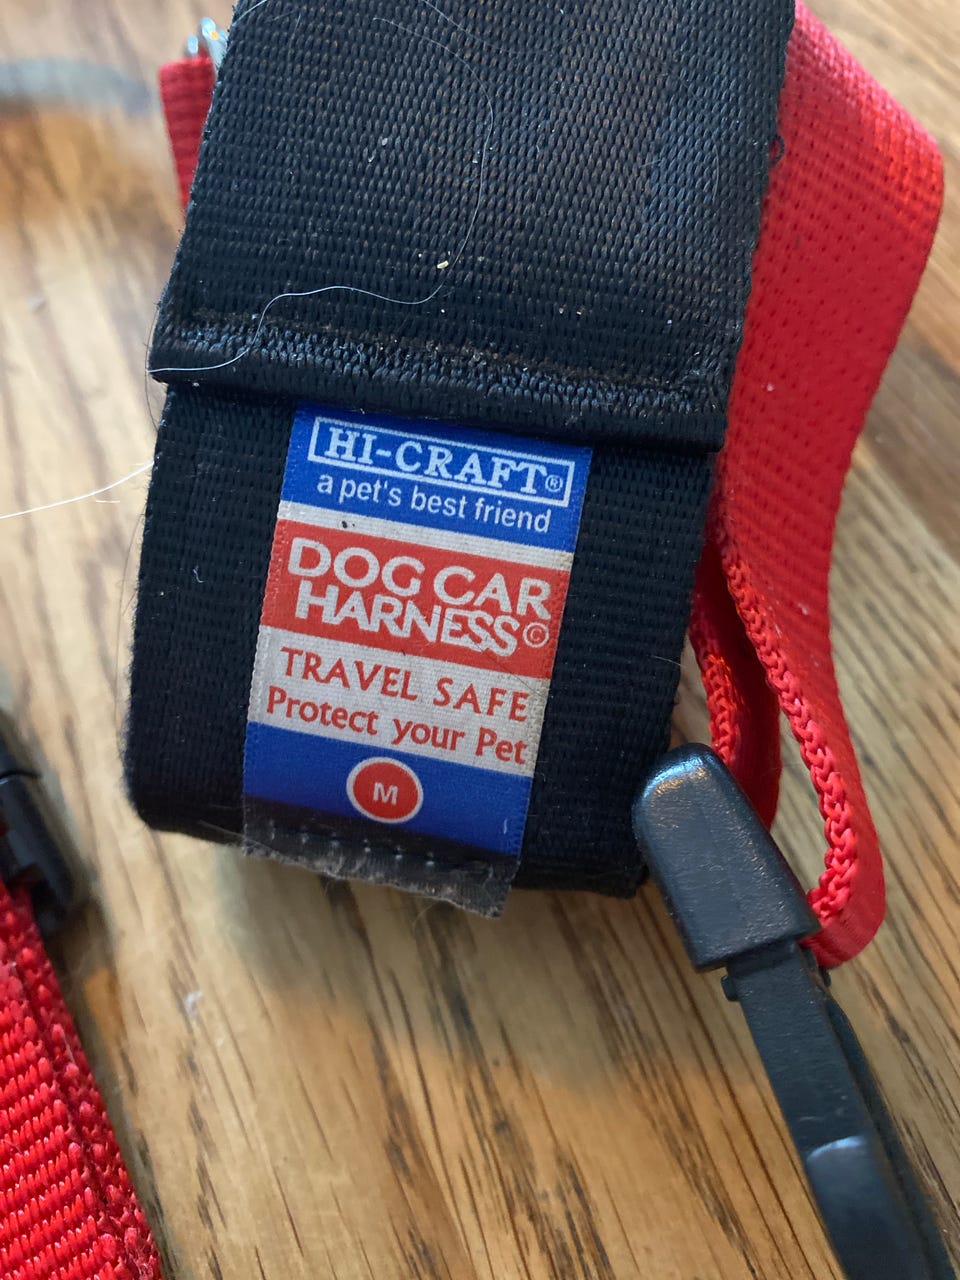 HI-CRAFT®
a pet's best friend
DOG CAR
HARNESS©
TRAVEL SAFE
Protect your Pet
M